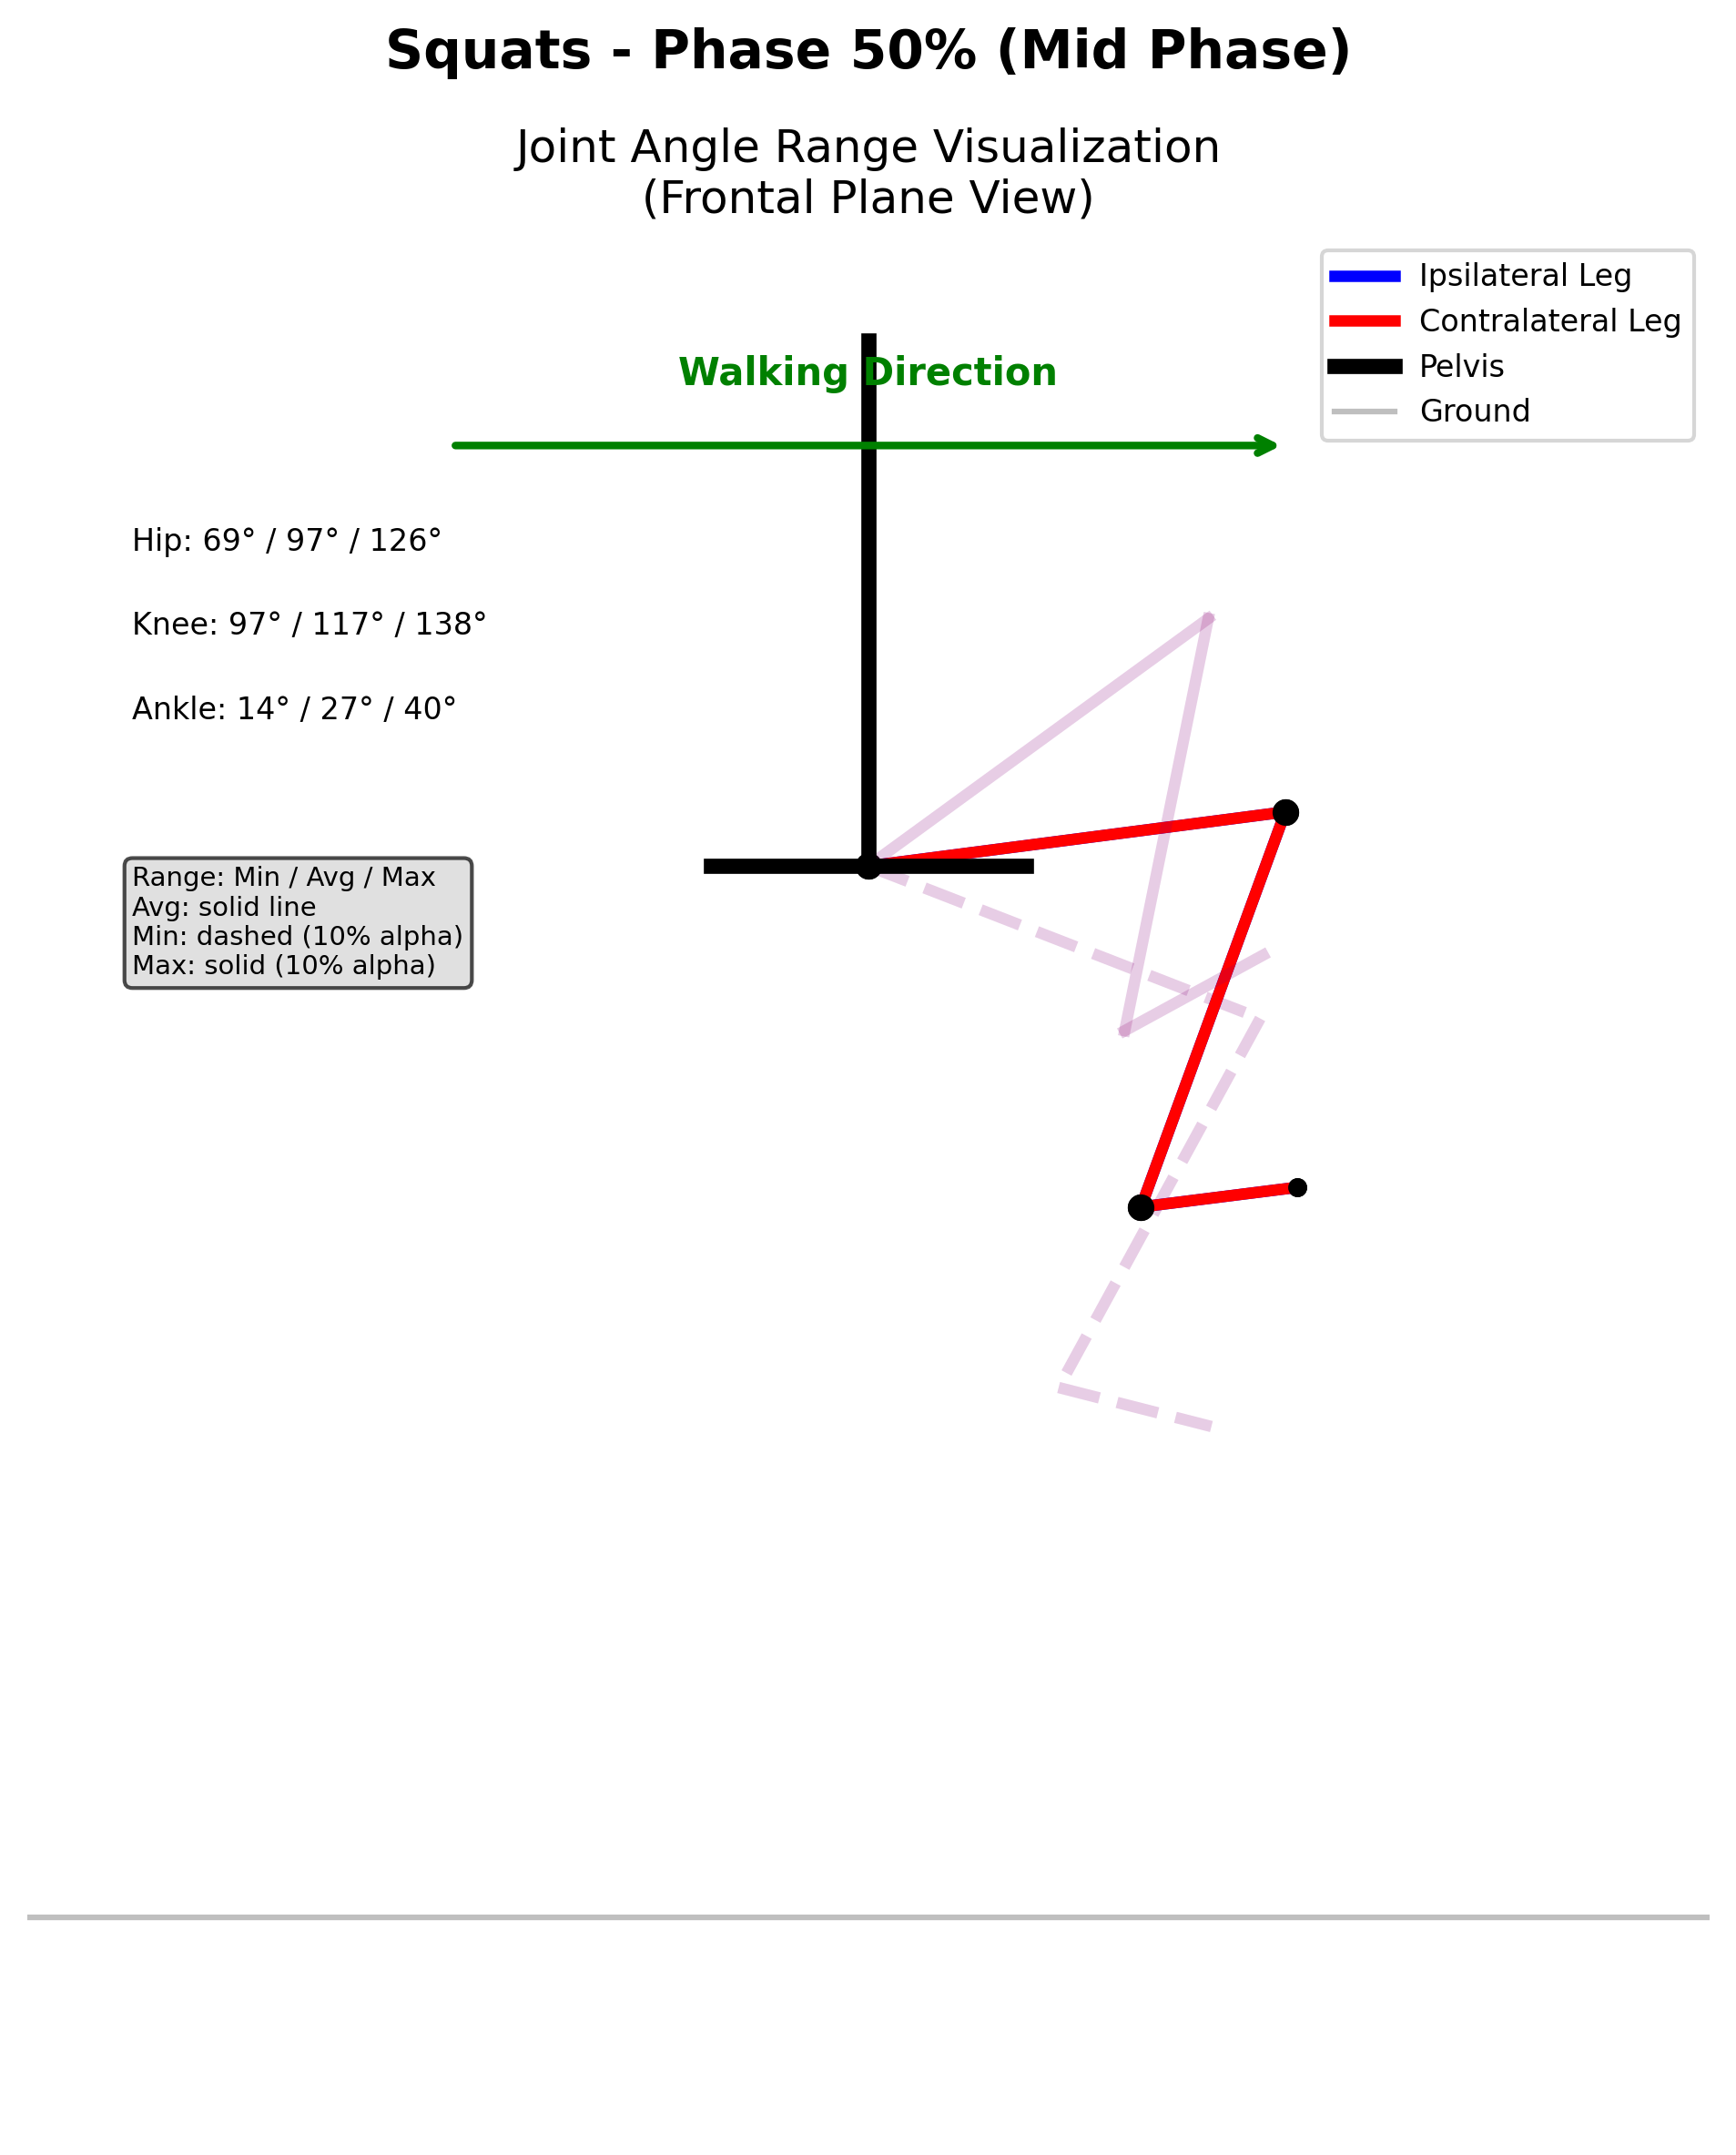 Squats - Phase 50% (Mid Phase)
Joint Angle Range Visualization
(Frontal Plane View)
Ipsilateral Leg
Contralateral Leg
Pelvis
Ground
Walking Direction
Hip: 69° / 97° / 126°
Knee: 97° / 117° / 138°
Ankle: 14° / 27° / 40°
Range: Min / Avg / Max
Avg: solid line
Min: dashed (10% alpha)
Max: solid (10% alpha)